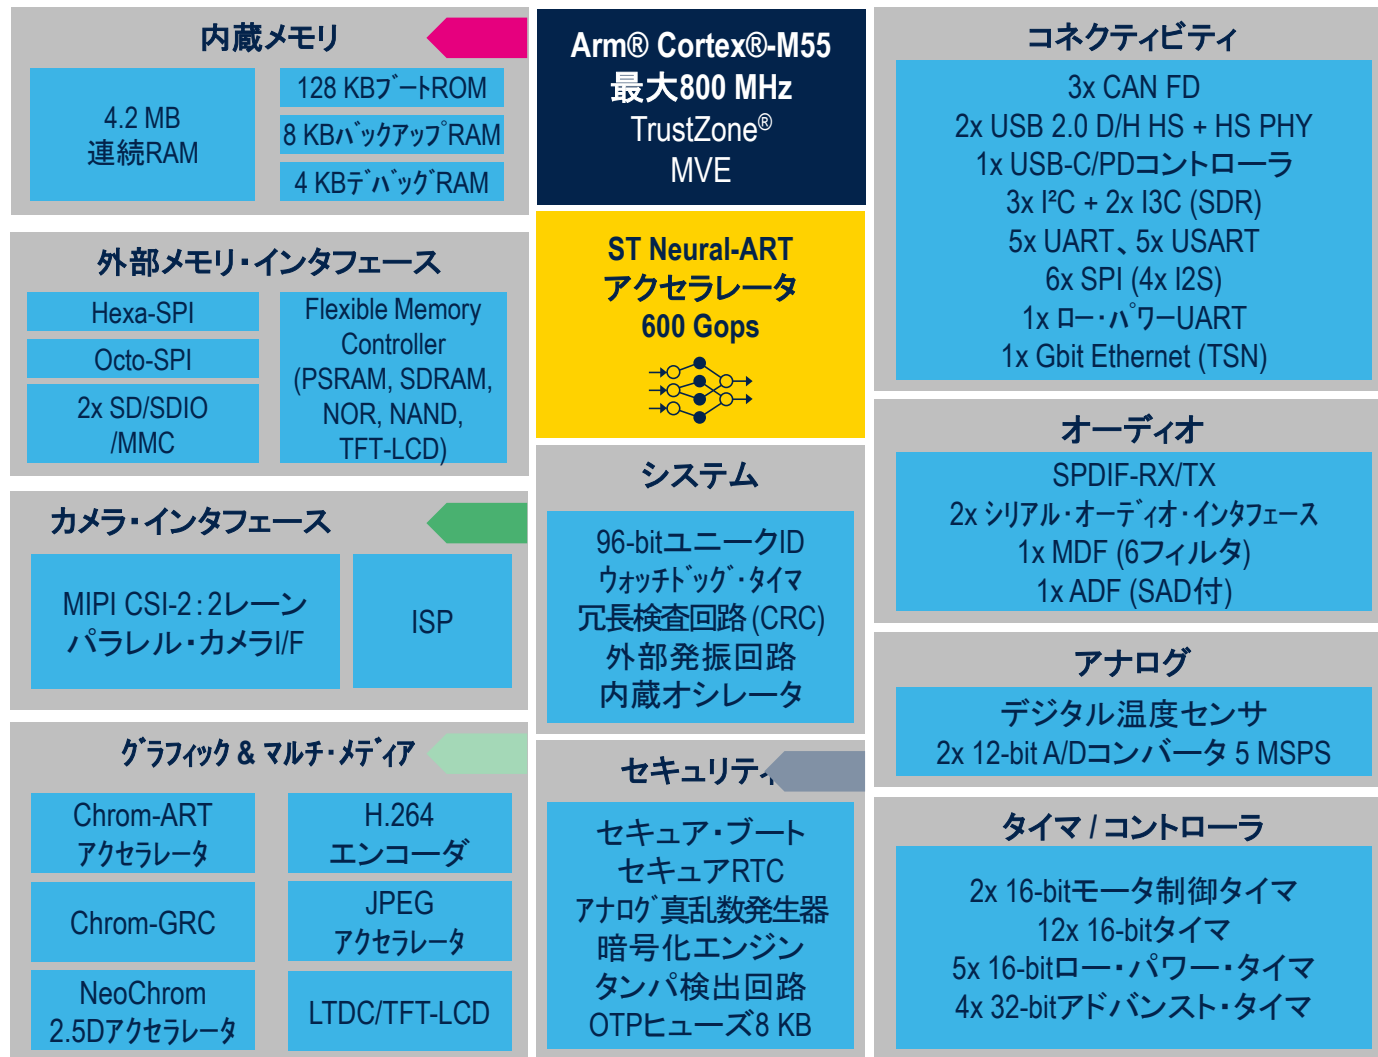 内蔵メモリ
4.2 MB
連続RAM
128 KBﾌﾞｰﾄROM
8 KBﾊﾞｯｸｱｯﾌﾟRAM
4 KBﾃﾞﾊﾞｯｸﾞRAM
外部メモリ・インタフェース
Hexa-SPI
Octo-SPI
2x SD/SDIO
/MMC
Flexible Memory
Controller
(PSRAM, SDRAM,
NOR, NAND,
TFT-LCD)
カメラ・インタフェース
MIPI CSI-2：2レーン
パラレル・カメラI/F
ISP
ｸﾞﾗﾌｨｯｸ & ﾏﾙﾁ･ﾒﾃﾞｨｱ
Chrom-ART
ｱｸｾﾗﾚｰﾀ
Chrom-GRC
NeoChrom
2.5Dｱｸｾﾗﾚｰﾀ
H.264
エンコーダ
JPEG
ｱｸｾﾗﾚｰﾀ
LTDC/TFT-LCD
Arm® Cortex®-M55
最大800 MHz
TrustZone®
MVE
ST Neural-ART
アクセラレータ
600 Gops
システム
96-bitユニークID
ｳｫｯﾁﾄﾞｯｸﾞ･ﾀｲﾏ
冗長検査回路 (CRC)
外部発振回路
内蔵オシレータ
セキュリティ
セキュア・ブート
セキュアRTC
ｱﾅﾛｸﾞ真乱数発生器
暗号化エンジン
タンパ検出回路
OTPヒューズ8 KB
コネクティビティ
3x CAN FD
2x USB 2.0 D/H HS + HS PHY
1x USB-C/PDコントローラ
3x I²C + 2x I3C (SDR)
5x UART、5x USART
6x SPI (4x I2S)
1x ﾛｰ･ﾊﾟﾜｰUART
1x Gbit Ethernet (TSN)
オーディオ
SPDIF-RX/TX
2x ｼﾘｱﾙ･ｵｰﾃﾞｨｵ･ｲﾝﾀﾌｪｰｽ
1x MDF (6フィルタ)
1x ADF (SAD付)
アナログ
デジタル温度センサ
2x 12-bit A/Dコンバータ 5 MSPS
タイマ / コントローラ
2x 16-bitモータ制御タイマ
12x 16-bitタイマ
5x 16-bitロー・パワー・タイマ
4x 32-bitアドバンスト・タイマ